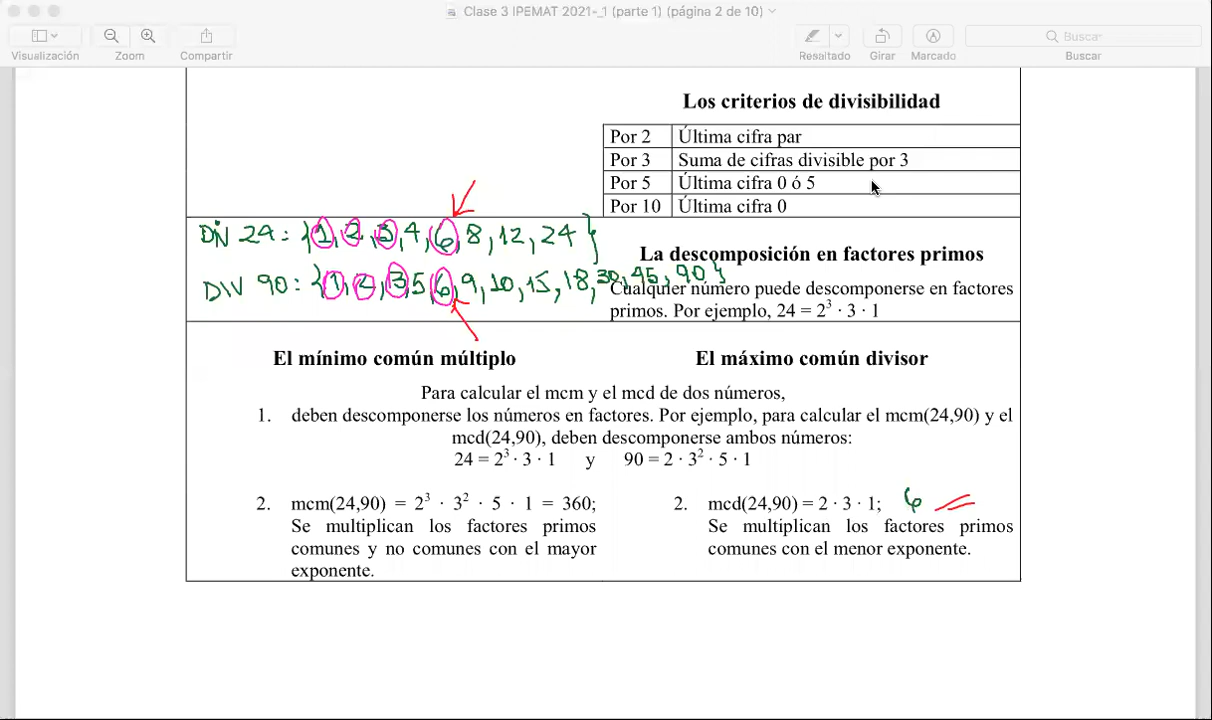 Clase 3 IPEMAT 2021-_1 (parte 1) (página 2 de 10)
Visualización
Zoom
Compartir
Resaltado
Girar
Marcado
Buscar
Buscar
Los criterios de divisibilidad
Por 2 Última cifra par
Por 3 Suma de cifras divisible por 3
Por 5 Última cifra 0 ó 5
Por 10 Última cifra 0
DIV 24: {1, 2, 3, 4, 6, 8, 12, 24}
DIV 90: {1, 2, 3, 5, 6, 9, 10, 15, 18, 30, 45, 90}
La descomposición en factores primos
Cualquier número puede descomponerse en factores
primos. Por ejemplo, 24 = 2³ · 3 · 1
El mínimo común múltiplo
El máximo común divisor
Para calcular el mcm y el mcd de dos números,
1. deben descomponerse los números en factores. Por ejemplo, para calcular el mcm(24,90) y el
mcd(24,90), deben descomponerse ambos números:
24 = 2³ · 3 · 1 y 90 = 2 · 3² · 5 · 1
2. mcm(24,90) = 2³ · 3² · 5 · 1 = 360;
Se multiplican los factores primos
comunes y no comunes con el mayor
exponente.
2. mcd(24,90) = 2 · 3 · 1; 6
Se multiplican los factores primos
comunes con el menor exponente.